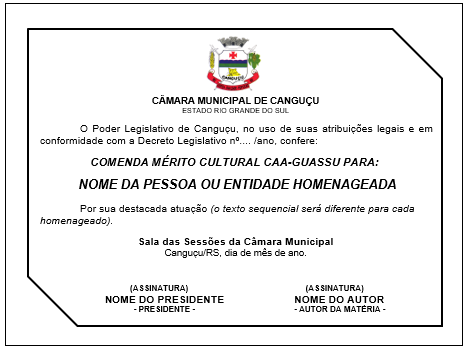 CÂMARA MUNICIPAL DE CANGUÇU
ESTADO RIO GRANDE DO SUL
O Poder Legislativo de Canguçu, no uso de suas atribuições legais e em
conformidade com a Decreto Legislativo nº.... /ano, confere:
COMENDA MÉRITO CULTURAL CAA-GUASSU PARA:
NOME DA PESSOA OU ENTIDADE HOMENAGEADA
Por sua destacada atuação (o texto sequencial será diferente para cada
homenageado).
Sala das Sessões da Câmara Municipal
Canguçu/RS, dia de mês de ano.
(ASSINATURA) (ASSINATURA)
NOME DO PRESIDENTE NOME DO AUTOR
- PRESIDENTE - - AUTOR DA MATÉRIA -